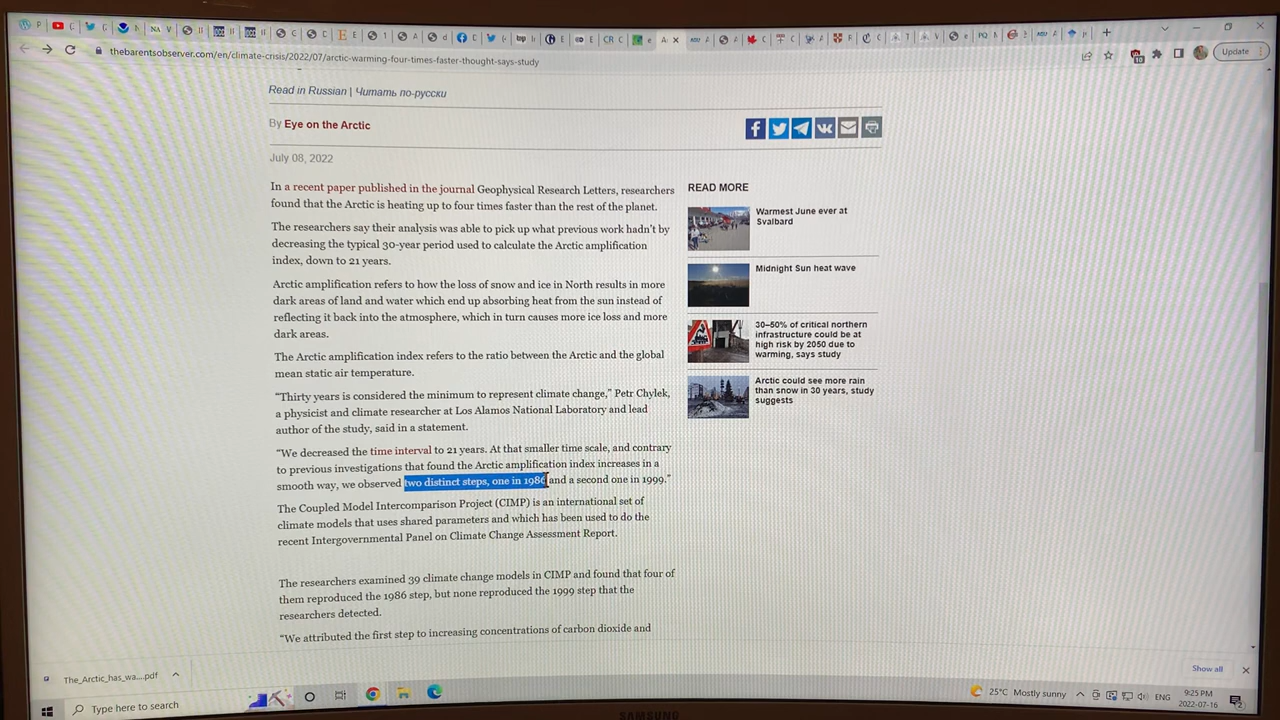 thebarentsobserver.com/en/climate-crisis/2022/07/arctic-warming-four-times-faster-thought-says-study
Update
Read in Russian | Читать по-русски
By Eye on the Arctic
July 08, 2022
In a recent paper published in the journal Geophysical Research Letters, researchers
found that the Arctic is heating up to four times faster than the rest of the planet.
The researchers say their analysis was able to pick up what previous work hadn't by
decreasing the typical 30-year period used to calculate the Arctic amplification
index, down to 21 years.
Arctic amplification refers to how the loss of snow and ice in North results in more
dark areas of land and water which end up absorbing heat from the sun instead of
reflecting it back into the atmosphere, which in turn causes more ice loss and more
dark areas.
The Arctic amplification index refers to the ratio between the Arctic and the global
mean static air temperature.
“Thirty years is considered the minimum to represent climate change,” Petr Chylek,
a physicist and climate researcher at Los Alamos National Laboratory and lead
author of the study, said in a statement.
“We decreased the time interval to 21 years. At that smaller time scale, and contrary
to previous investigations that found the Arctic amplification index increases in a
smooth way, we observed two distinct steps, one in 1986 and a second one in 1999.”
The Coupled Model Intercomparison Project (CIMP) is an international set of
climate models that uses shared parameters and which has been used to do the
recent Intergovernmental Panel on Climate Change Assessment Report.
The researchers examined 39 climate change models in CIMP and found that four of
them reproduced the 1986 step, but none reproduced the 1999 step that the
researchers detected.
“We attributed the first step to increasing concentrations of carbon dioxide and
READ MORE
Warmest June ever at
Svalbard
Midnight Sun heat wave
30–50% of critical northern
infrastructure could be at
high risk by 2050 due to
warming, says study
Arctic could see more rain
than snow in 30 years, study
suggests
The_Arctic_has_wa....pdf
Show all
Type here to search
25°C Mostly sunny
ENG
9:25 PM
2022-07-16
SAMSUNG